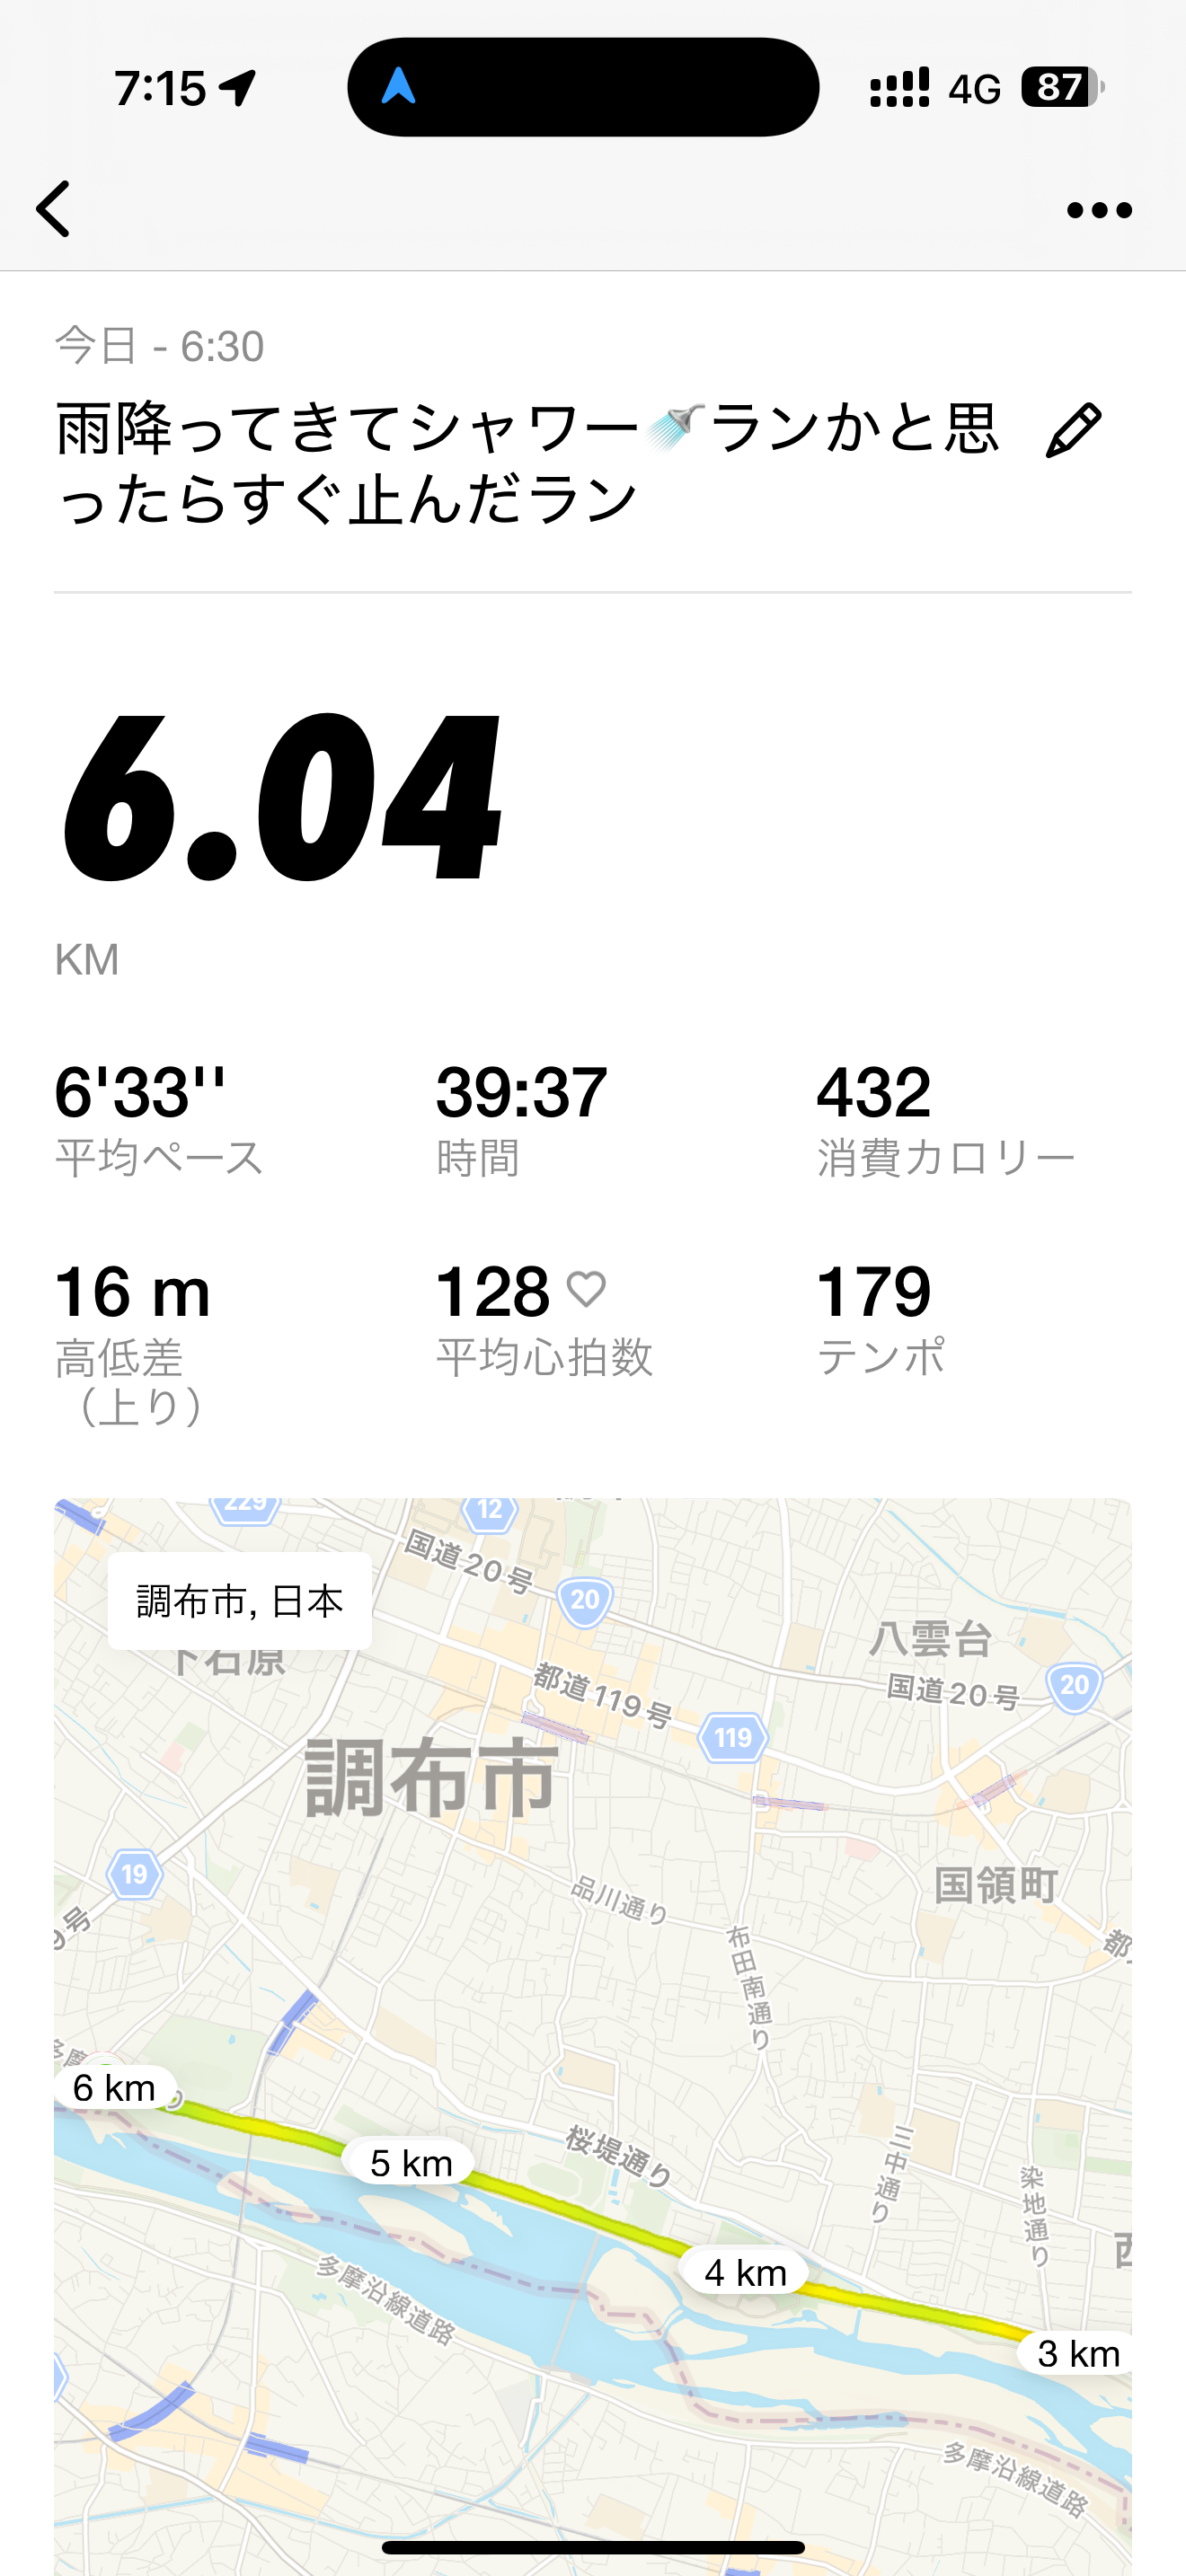 7:15 4G 87
今日 - 6:30
雨降ってきてシャワー🚿ランかと思
ったらすぐ止んだラン
6.04
KM
6'33'' 39:37 432
平均ペース 時間 消費カロリー
16 m 128 179
高低差 平均心拍数 テンポ
（上り）
229 12
国道20号
20
調布市, 日本
下石原
八雲台
都道119号
国道20号
20
119
調布市
19
品川通り
国領町
9号
布田南通り
都
多摩
6 km
り
桜堤通り
三中通り
5 km
染地通り
西
4 km
多摩沿線道路
3 km
多摩沿線道路